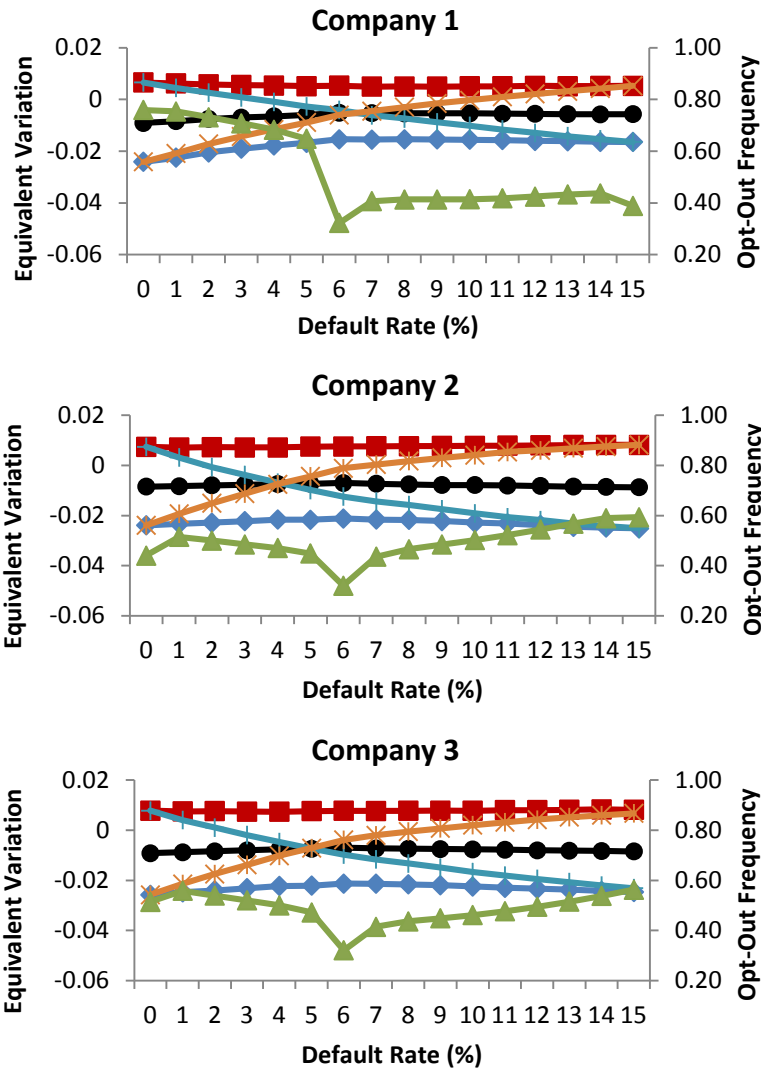 Company 1
Equivalent Variation
0.02
0
-0.02
-0.04
-0.06
1.00
0.80
0.60
0.40
0.20
Opt-Out Frequency
0 1 2 3 4 5 6 7 8 9 10 11 12 13 14 15
Default Rate (%)
Company 2
Equivalent Variation
0.02
0
-0.02
-0.04
-0.06
1.00
0.80
0.60
0.40
0.20
Opt-Out Frequency
0 1 2 3 4 5 6 7 8 9 10 11 12 13 14 15
Default Rate (%)
Company 3
Equivalent Variation
0.02
0
-0.02
-0.04
-0.06
1.00
0.80
0.60
0.40
0.20
Opt-Out Frequency
0 1 2 3 4 5 6 7 8 9 10 11 12 13 14 15
Default Rate (%)